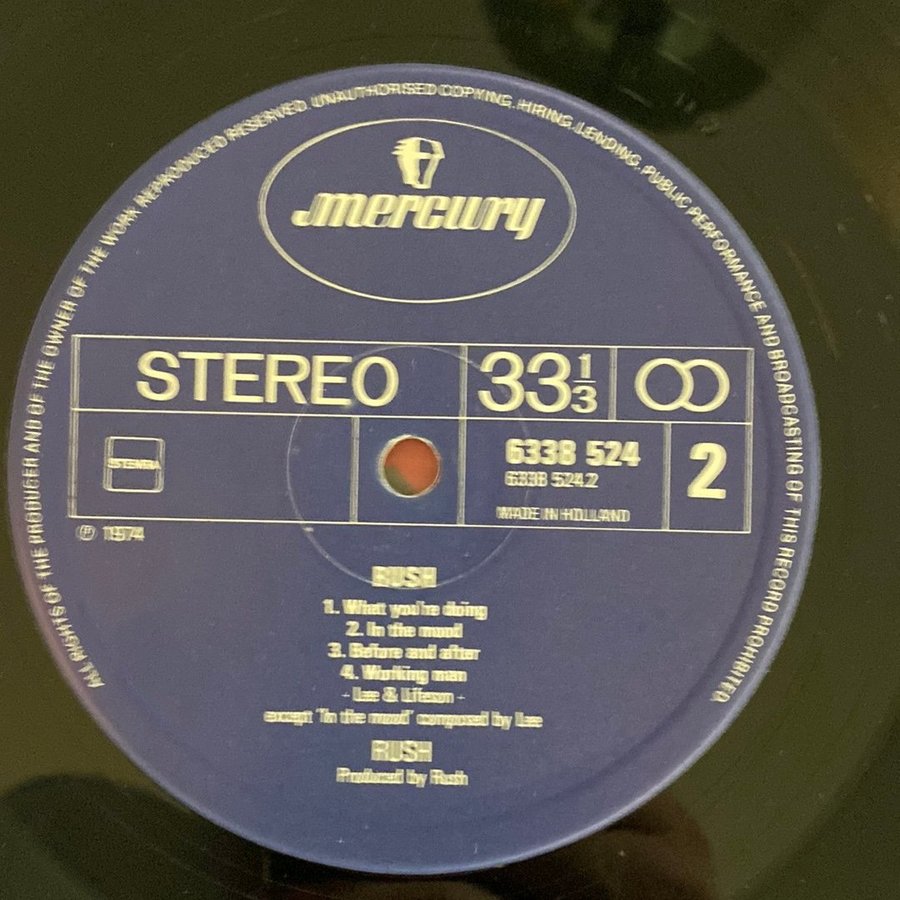 ALL RIGHTS OF THE PRODUCER AND OF THE OWNER OF THE WORK REPRODUCED RESERVED. UNAUTHORISED COPYING, HIRING, LENDING, PUBLIC PERFORMANCE AND BROADCASTING OF THIS RECORD PROHIBITED
mercury
STEREO
33 1/3
STEMRA
6338 524
6338 524.2
MADE IN HOLLAND
2
℗ 1974
RUSH
1. What you're doing
2. In the mood
3. Before and after
4. Working man
- Lee & Lifeson -
except 'In the mood' composed by Lee
RUSH
Produced by Rush